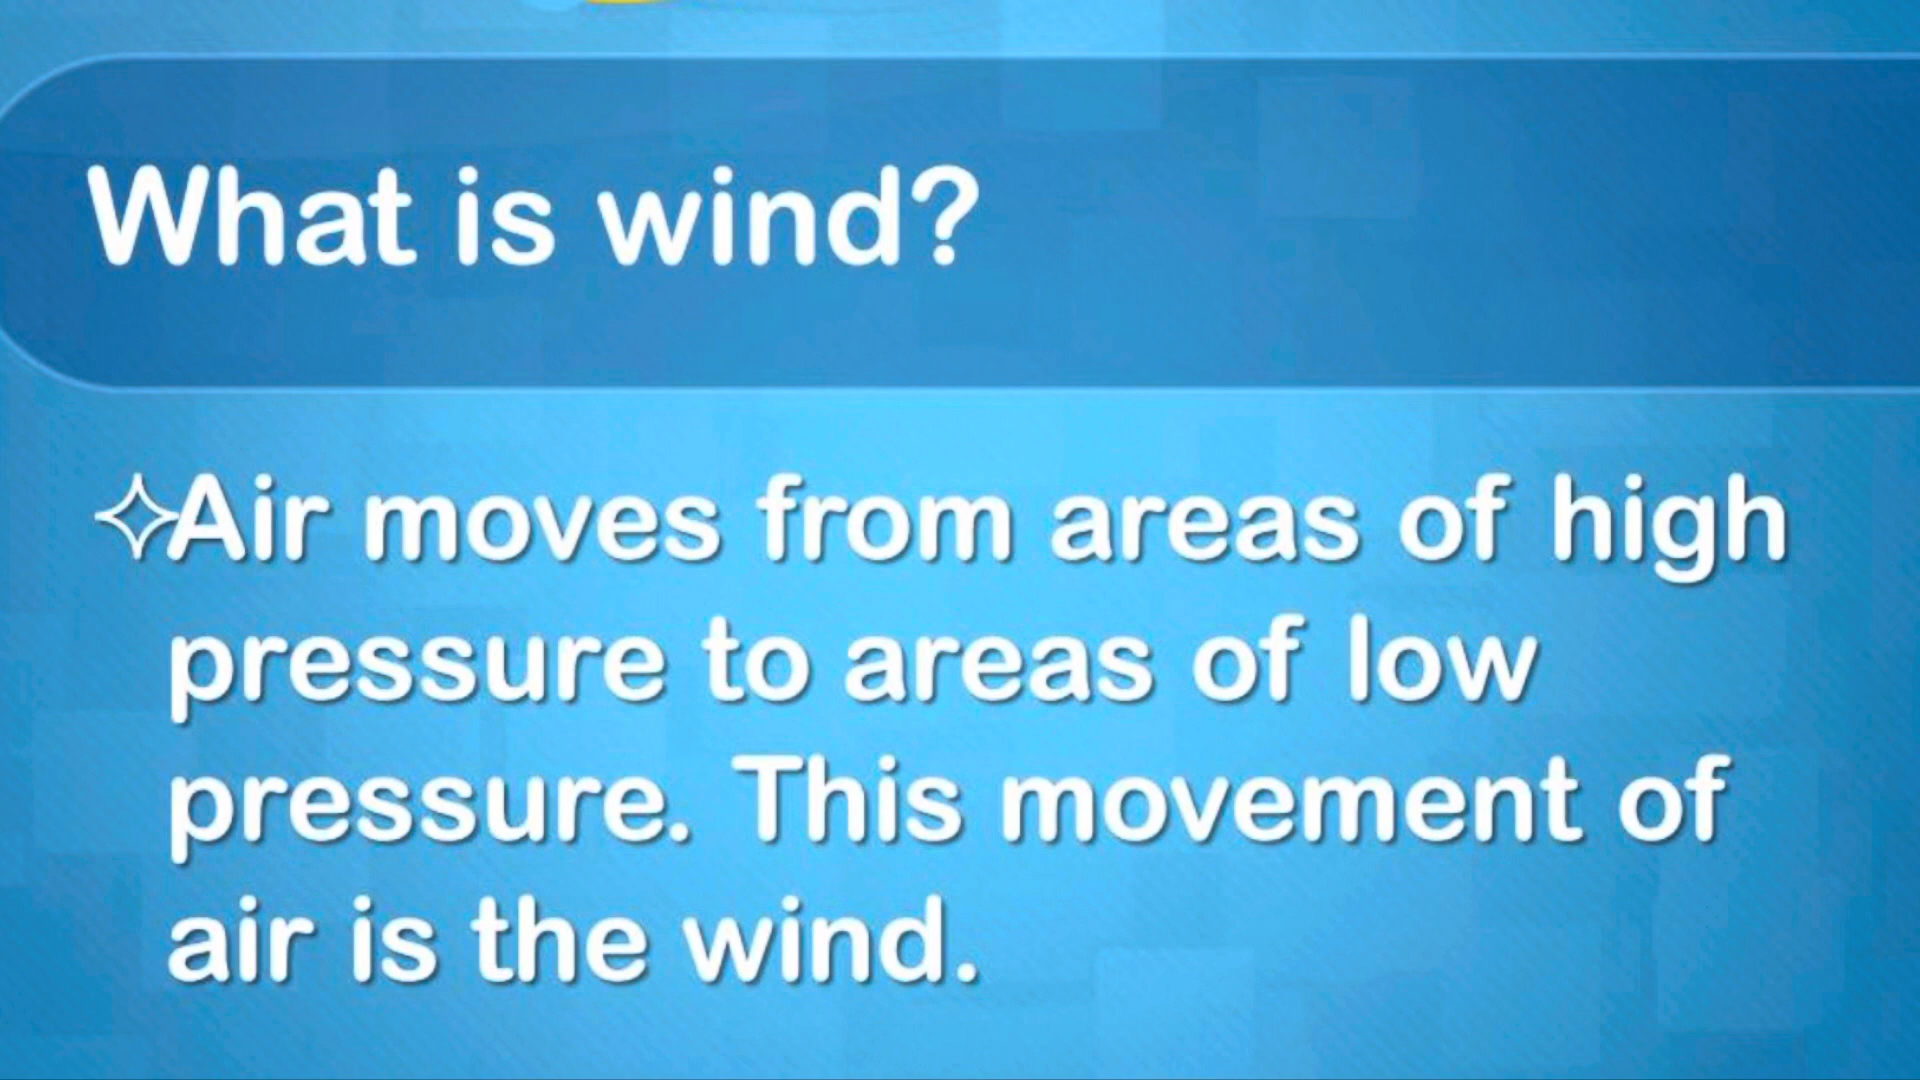 What is wind?
✧Air moves from areas of high
pressure to areas of low
pressure. This movement of
air is the wind.